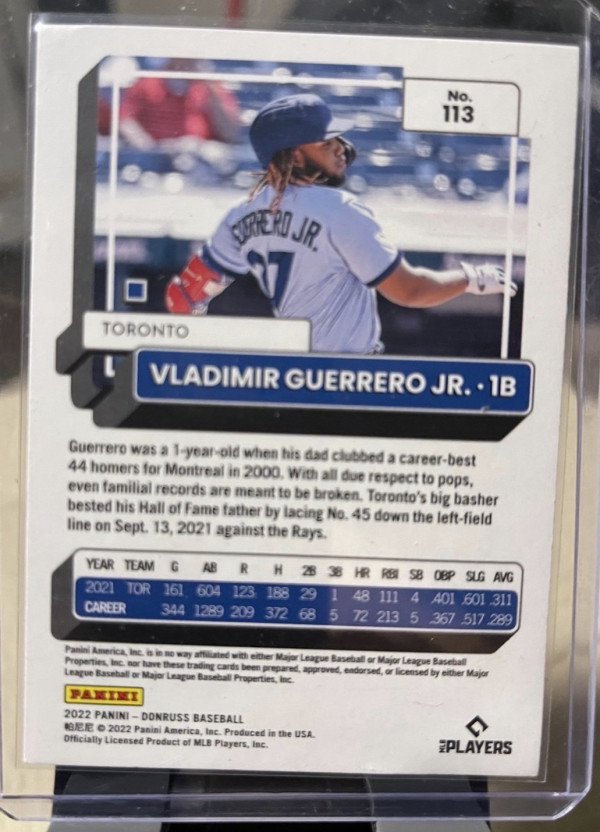 No.
113
GUERRERO JR.
27
TORONTO
VLADIMIR GUERRERO JR. · 1B
Guerrero was a 1-year-old when his dad clubbed a career-best
44 homers for Montreal in 2000. With all due respect to pops,
even familial records are meant to be broken. Toronto's big basher
bested his Hall of Fame father by lacing No. 45 down the left-field
line on Sept. 13, 2021 against the Rays.
YEAR TEAM G AB R H 2B 3B HR RBI SB OBP SLG AVG
2021 TOR 161 604 123 188 29 1 48 111 4 .401 .601 .311
CAREER 344 1289 209 372 68 5 72 213 5 .367 .517 .289
Panini America, Inc. is in no way affiliated with either Major League Baseball or Major League Baseball
Properties, Inc. nor have these trading cards been prepared, approved, endorsed, or licensed by either Major
League Baseball or Major League Baseball Properties, Inc.
PANINI
2022 PANINI – DONRUSS BASEBALL
帕尼尼 © 2022 Panini America, Inc. Produced in the USA.
Officially Licensed Product of MLB Players, Inc.
MLB PLAYERS